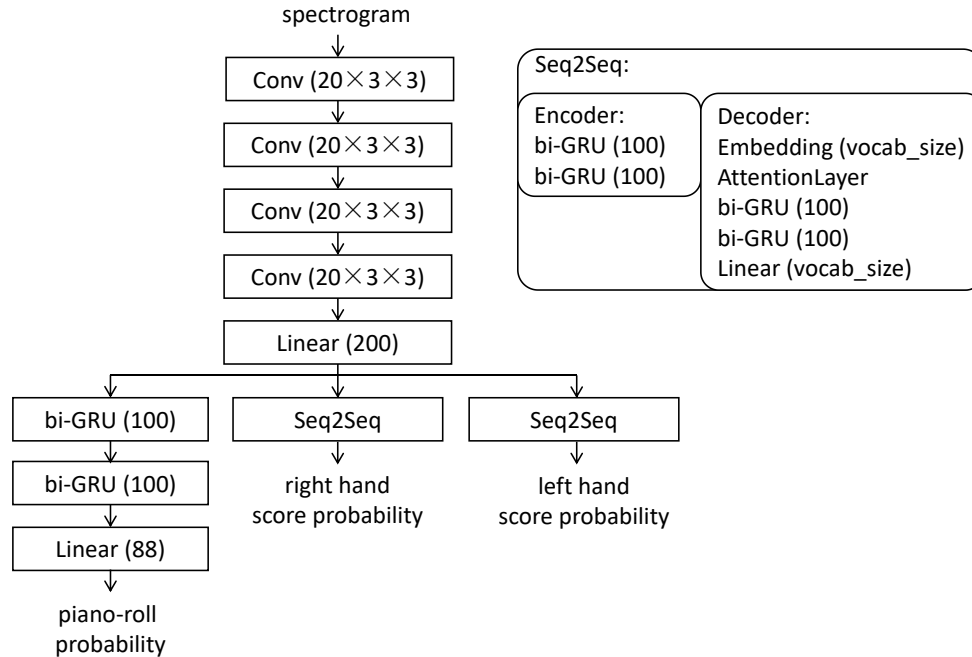 spectrogram
Conv (20×3×3)
Conv (20×3×3)
Conv (20×3×3)
Conv (20×3×3)
Linear (200)
bi-GRU (100)
bi-GRU (100)
Linear (88)
piano-roll
probability
Seq2Seq
right hand
score probability
Seq2Seq
left hand
score probability
Seq2Seq:
Encoder:
bi-GRU (100)
bi-GRU (100)
Decoder:
Embedding (vocab_size)
AttentionLayer
bi-GRU (100)
bi-GRU (100)
Linear (vocab_size)